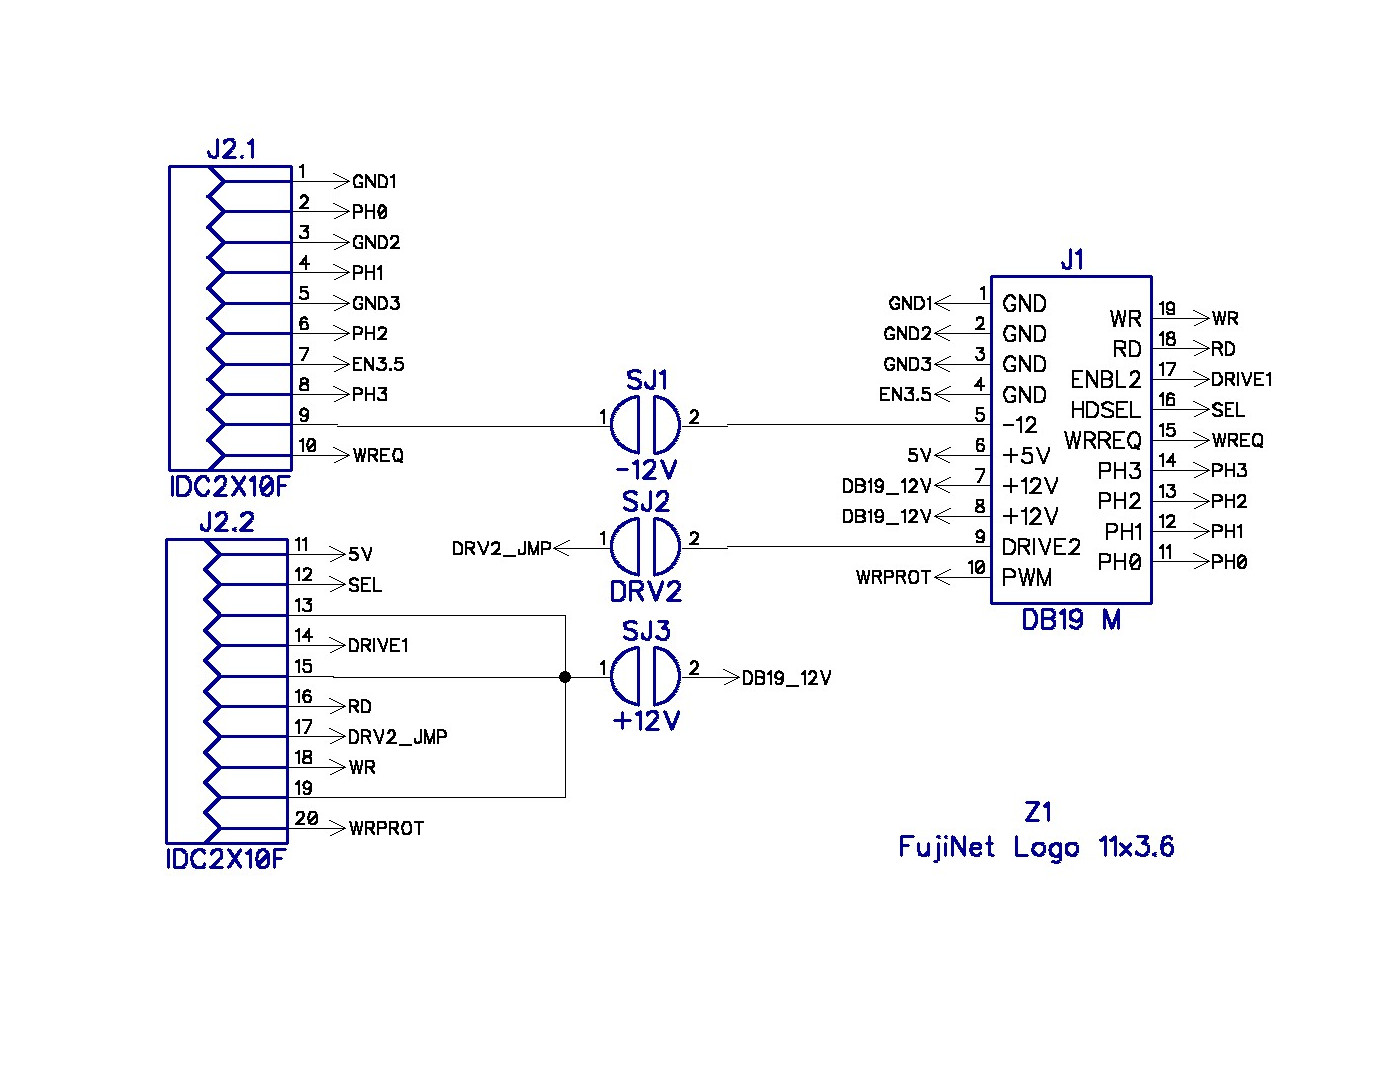 J2.1
1 GND1
2 PH0
3 GND2
4 PH1
5 GND3
6 PH2
7 EN3.5
8 PH3
9
10 WREQ
IDC2X10F
J2.2
11 5V
12 SEL
13
14 DRIVE1
15
16 RD
17 DRV2_JMP
18 WR
19
20 WRPROT
IDC2X10F
SJ1
1 2
-12V
SJ2
DRV2_JMP 1 2
DRV2
SJ3
1 2 DB19_12V
+12V
J1
GND1 1 GND
GND2 2 GND
GND3 3 GND
EN3.5 4 GND
5 -12
5V 6 +5V
DB19_12V 7 +12V
DB19_12V 8 +12V
9 DRIVE2
WRPROT 10 PWM
WR 19 WR
RD 18 RD
ENBL2 17 DRIVE1
HDSEL 16 SEL
WRREQ 15 WREQ
PH3 14 PH3
PH2 13 PH2
PH1 12 PH1
PH0 11 PH0
DB19 M
Z1
FujiNet Logo 11x3.6